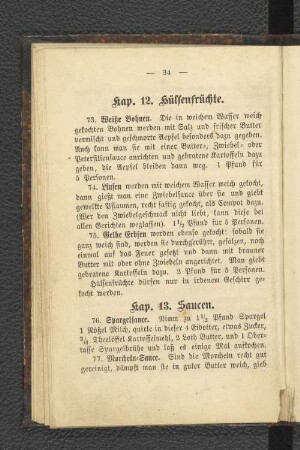 — 34 —
Kap. 12. Hülsenfrüchte.
73. Weiße Bohnen. Die in weichem Wasser weich
gekochten Bohnen werden mit Salz und frischer Butter
vermischt und geschmorte Aepfel besonders dazu gegeben.
Auch kann man sie mit einer Butter-, Zwiebel- oder
Petersiliensauce anrichten und gebratene Kartoffeln dazu
geben, die Aepfel bleiben dann weg. 1 Pfund für
5 Personen.
74. Linsen werden mit weichem Wasser weich gekocht,
dann gießt man eine Zwiebelsauce über sie und giebt
gewelkte Pflaumen, recht saftig gekocht, als Compot dazu.
(Wer den Zwiebelgeschmack nicht liebt, kann diese bei
allen Gerichten weglassen). 1½ Pfund für 5 Personen.
75. Gelbe Erbsen werden ebenso gekocht; sobald sie
ganz weich sind, werden sie durchgerührt, gesalzen, noch
einmal auf das Feuer gesetzt und dann mit brauner
Butter mit oder ohne Zwiebeln angerichtet. Man giebt
gebratene Kartoffeln dazu. 2 Pfund für 5 Personen.
Hülsenfrüchte dürfen nur in irdenem Geschirr ge-
kocht werden.
Kap. 13. Saucen.
76. Spargelsauce. Nimm zu 1½ Pfund Spargel
1 Nößel Milch, quirle in dieser 4 Eidotter, etwas Zucker,
¾ Theelöffel Kartoffelmehl, 2 Loth Butter, und 1 Ober-
tasse Spargelbrühe und laß es einige Mal aufkochen.
77. Morcheln-Sauce. Sind die Morcheln recht gut
gereinigt, dämpft man sie in guter Butter weich, gieb